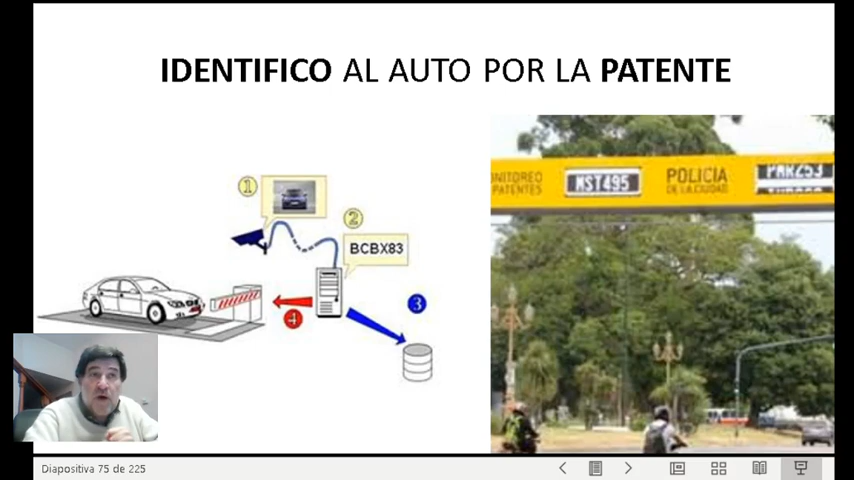 IDENTIFICO AL AUTO POR LA PATENTE
1
2
BCBX83
3
4
NITOREO
PATENTES
MST495
POLICIA
DE LA CIUDAD
Diapositiva 75 de 225